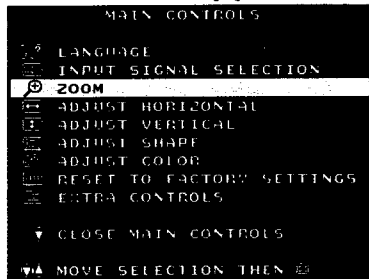 MAIN CONTROLS
LANGUAGE
INPUT SIGNAL SELECTION
ZOOM
ADJUST HORIZONTAL
ADJUST VERTICAL
ADJUST SHAPE
ADJUST COLOR
RESET TO FACTORY SETTINGS
EXTRA CONTROLS
CLOSE MAIN CONTROLS
MOVE SELECTION THEN